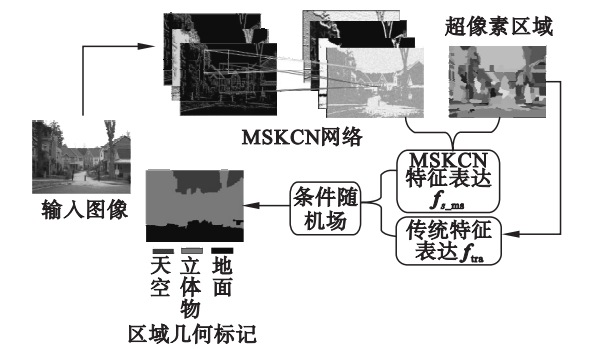 超像素区域
MSKCN网络
输入图像
MSKCN
特征表达
fs_ms
条件随
机场
传统特征
表达ftra
天空
立体物
地面
区域几何标记